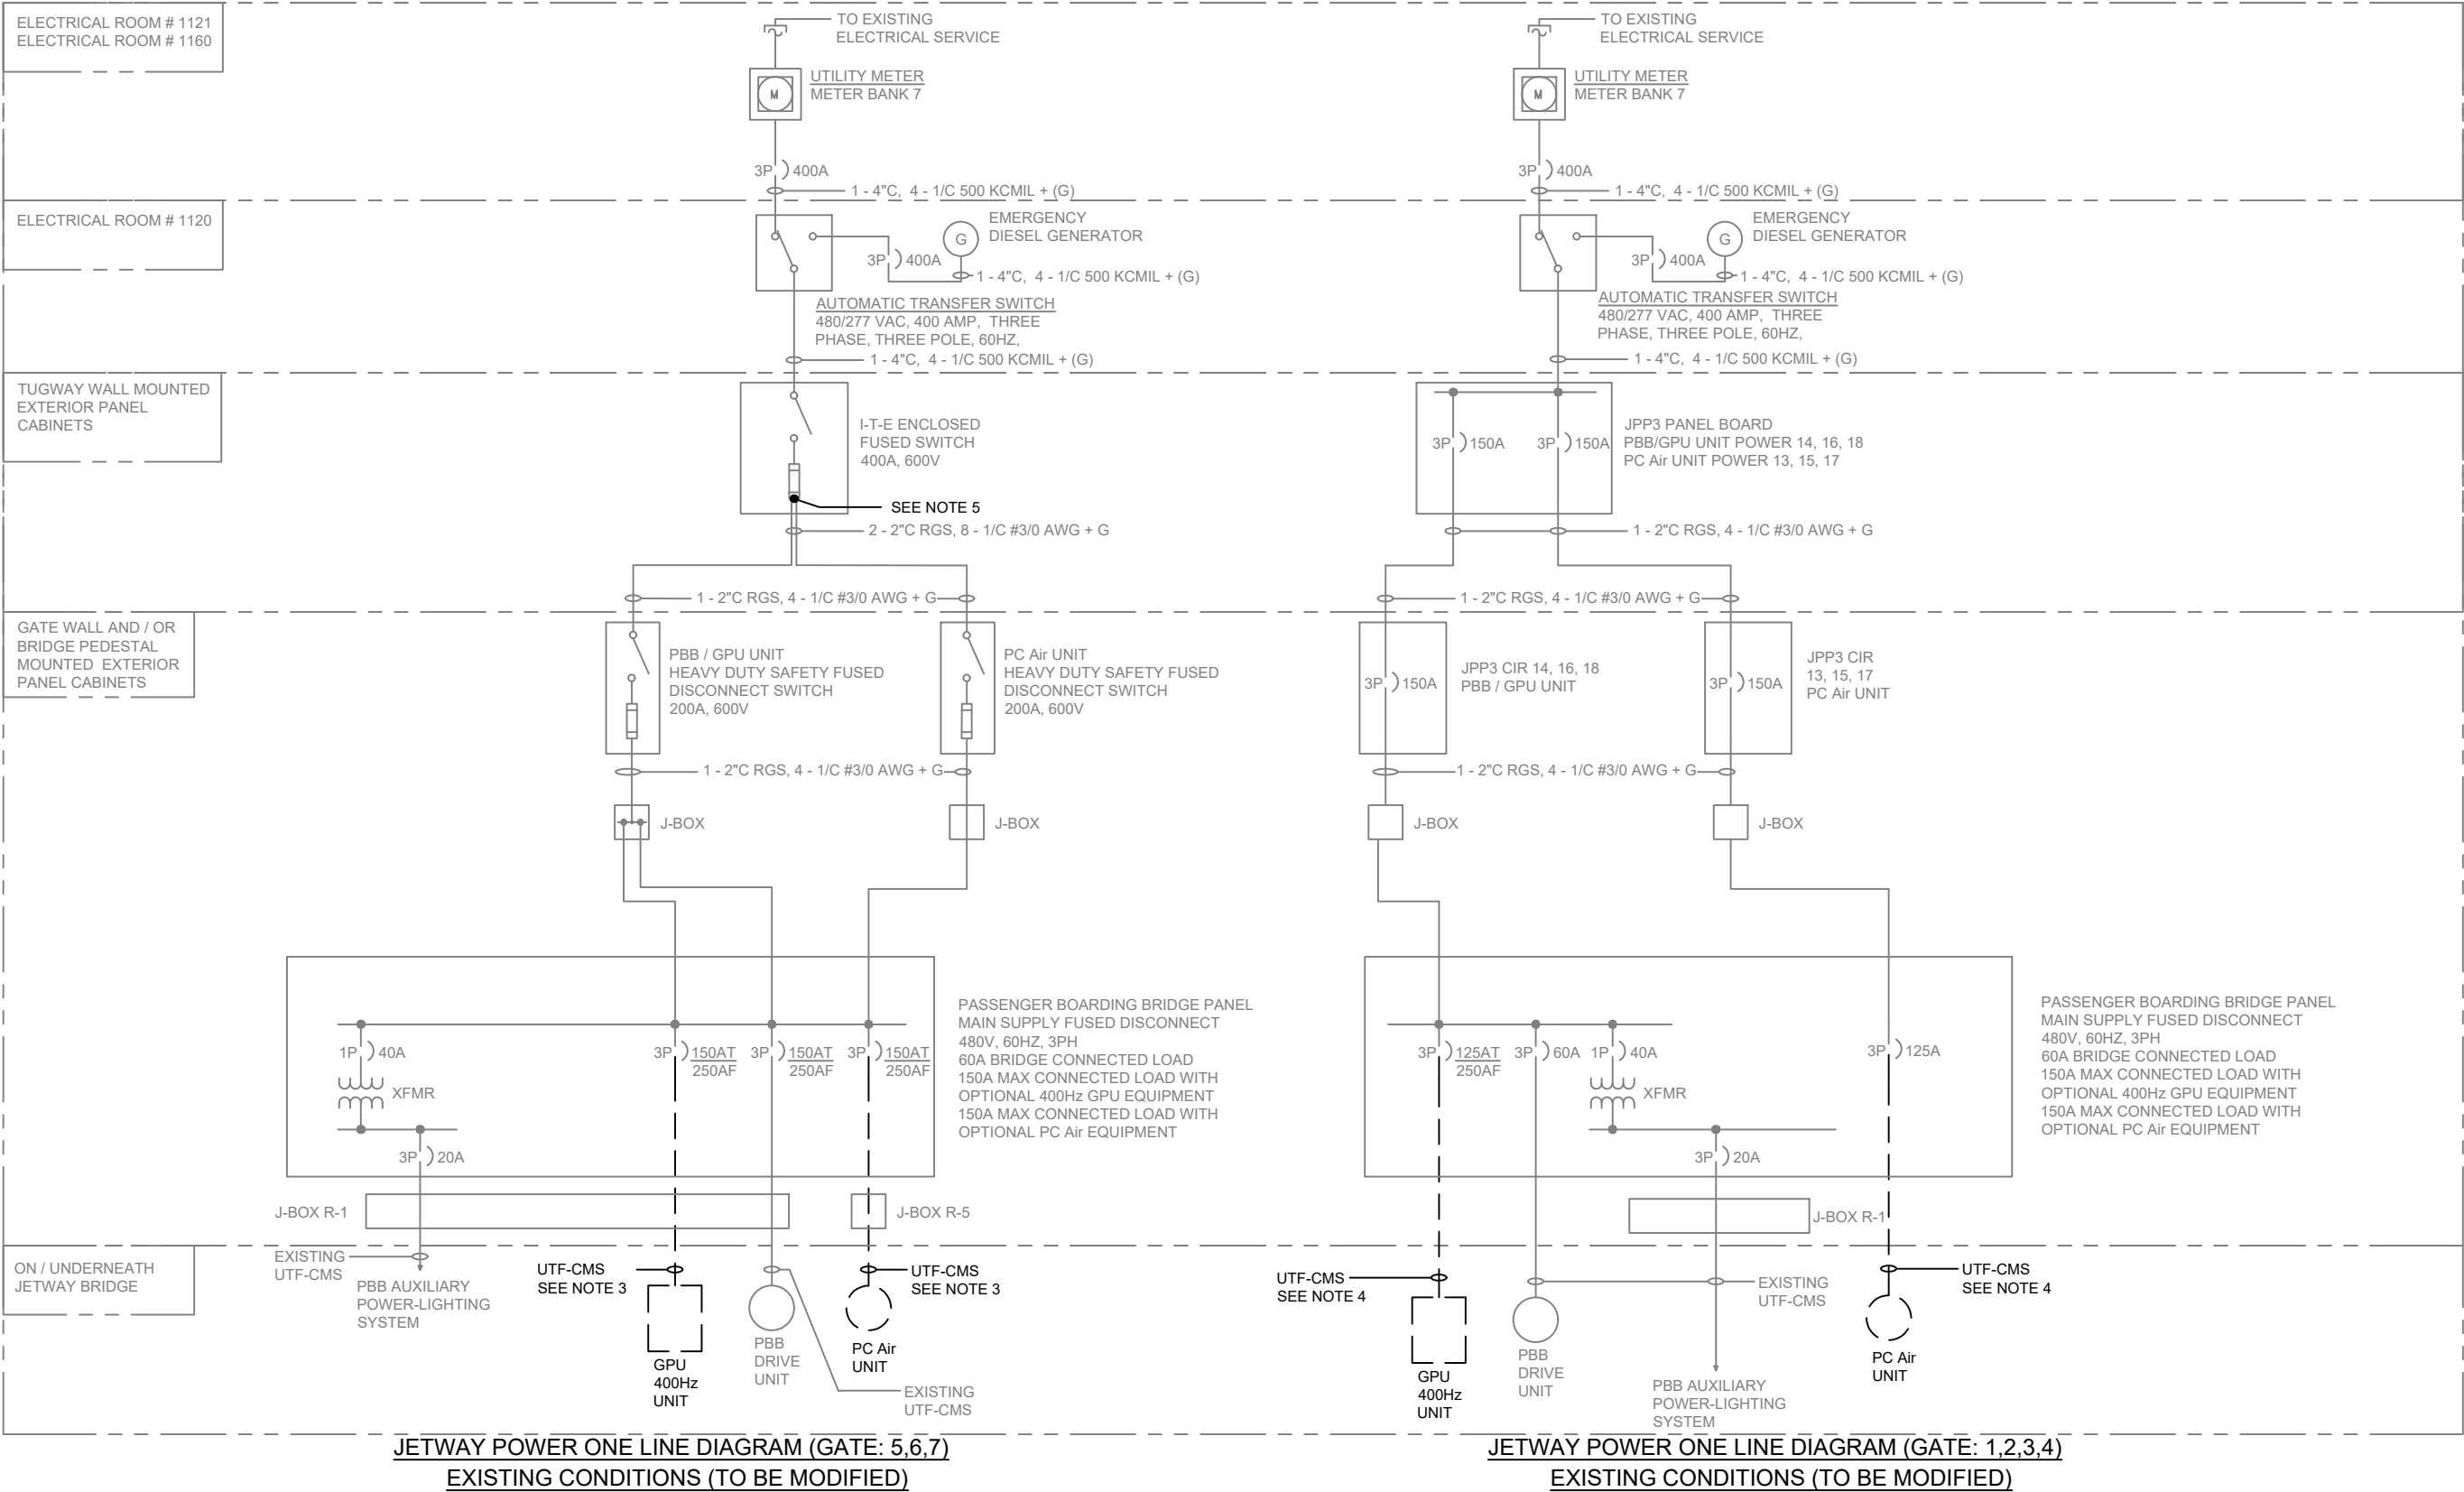 ELECTRICAL ROOM # 1121
ELECTRICAL ROOM # 1160
TO EXISTING
ELECTRICAL SERVICE
UTILITY METER
METER BANK 7
M
3P 400A
1 - 4"C, 4 - 1/C 500 KCMIL + (G)
TO EXISTING
ELECTRICAL SERVICE
UTILITY METER
METER BANK 7
M
3P 400A
1 - 4"C, 4 - 1/C 500 KCMIL + (G)
ELECTRICAL ROOM # 1120
G
EMERGENCY
DIESEL GENERATOR
3P 400A
1 - 4"C, 4 - 1/C 500 KCMIL + (G)
AUTOMATIC TRANSFER SWITCH
480/277 VAC, 400 AMP, THREE
PHASE, THREE POLE, 60HZ,
1 - 4"C, 4 - 1/C 500 KCMIL + (G)
G
EMERGENCY
DIESEL GENERATOR
3P 400A
1 - 4"C, 4 - 1/C 500 KCMIL + (G)
AUTOMATIC TRANSFER SWITCH
480/277 VAC, 400 AMP, THREE
PHASE, THREE POLE, 60HZ,
1 - 4"C, 4 - 1/C 500 KCMIL + (G)
TUGWAY WALL MOUNTED
EXTERIOR PANEL
CABINETS
I-T-E ENCLOSED
FUSED SWITCH
400A, 600V
SEE NOTE 5
2 - 2"C RGS, 8 - 1/C #3/0 AWG + G
1 - 2"C RGS, 4 - 1/C #3/0 AWG + G
3P 150A
3P 150A
JPP3 PANEL BOARD
PBB/GPU UNIT POWER 14, 16, 18
PC Air UNIT POWER 13, 15, 17
1 - 2"C RGS, 4 - 1/C #3/0 AWG + G
1 - 2"C RGS, 4 - 1/C #3/0 AWG + G
GATE WALL AND / OR
BRIDGE PEDESTAL
MOUNTED EXTERIOR
PANEL CABINETS
PBB / GPU UNIT
HEAVY DUTY SAFETY FUSED
DISCONNECT SWITCH
200A, 600V
PC Air UNIT
HEAVY DUTY SAFETY FUSED
DISCONNECT SWITCH
200A, 600V
1 - 2"C RGS, 4 - 1/C #3/0 AWG + G
J-BOX
J-BOX
3P 150A
JPP3 CIR 14, 16, 18
PBB / GPU UNIT
3P 150A
JPP3 CIR
13, 15, 17
PC Air UNIT
1 - 2"C RGS, 4 - 1/C #3/0 AWG + G
J-BOX
J-BOX
1P 40A
XFMR
3P 20A
3P 150AT
250AF
3P 150AT
250AF
3P 150AT
250AF
PASSENGER BOARDING BRIDGE PANEL
MAIN SUPPLY FUSED DISCONNECT
480V, 60HZ, 3PH
60A BRIDGE CONNECTED LOAD
150A MAX CONNECTED LOAD WITH
OPTIONAL 400Hz GPU EQUIPMENT
150A MAX CONNECTED LOAD WITH
OPTIONAL PC Air EQUIPMENT
J-BOX R-1
J-BOX R-5
3P 125AT
250AF
3P 60A
1P 40A
XFMR
3P 20A
3P 125A
PASSENGER BOARDING BRIDGE PANEL
MAIN SUPPLY FUSED DISCONNECT
480V, 60HZ, 3PH
60A BRIDGE CONNECTED LOAD
150A MAX CONNECTED LOAD WITH
OPTIONAL 400Hz GPU EQUIPMENT
150A MAX CONNECTED LOAD WITH
OPTIONAL PC Air EQUIPMENT
J-BOX R-1
ON / UNDERNEATH
JETWAY BRIDGE
EXISTING
UTF-CMS
PBB AUXILIARY
POWER-LIGHTING
SYSTEM
UTF-CMS
SEE NOTE 3
GPU
400Hz
UNIT
PBB
DRIVE
UNIT
UTF-CMS
SEE NOTE 3
PC Air
UNIT
EXISTING
UTF-CMS
UTF-CMS
SEE NOTE 4
GPU
400Hz
UNIT
PBB
DRIVE
UNIT
PBB AUXILIARY
POWER-LIGHTING
SYSTEM
EXISTING
UTF-CMS
UTF-CMS
SEE NOTE 4
PC Air
UNIT
JETWAY POWER ONE LINE DIAGRAM (GATE: 5,6,7)
EXISTING CONDITIONS (TO BE MODIFIED)
JETWAY POWER ONE LINE DIAGRAM (GATE: 1,2,3,4)
EXISTING CONDITIONS (TO BE MODIFIED)